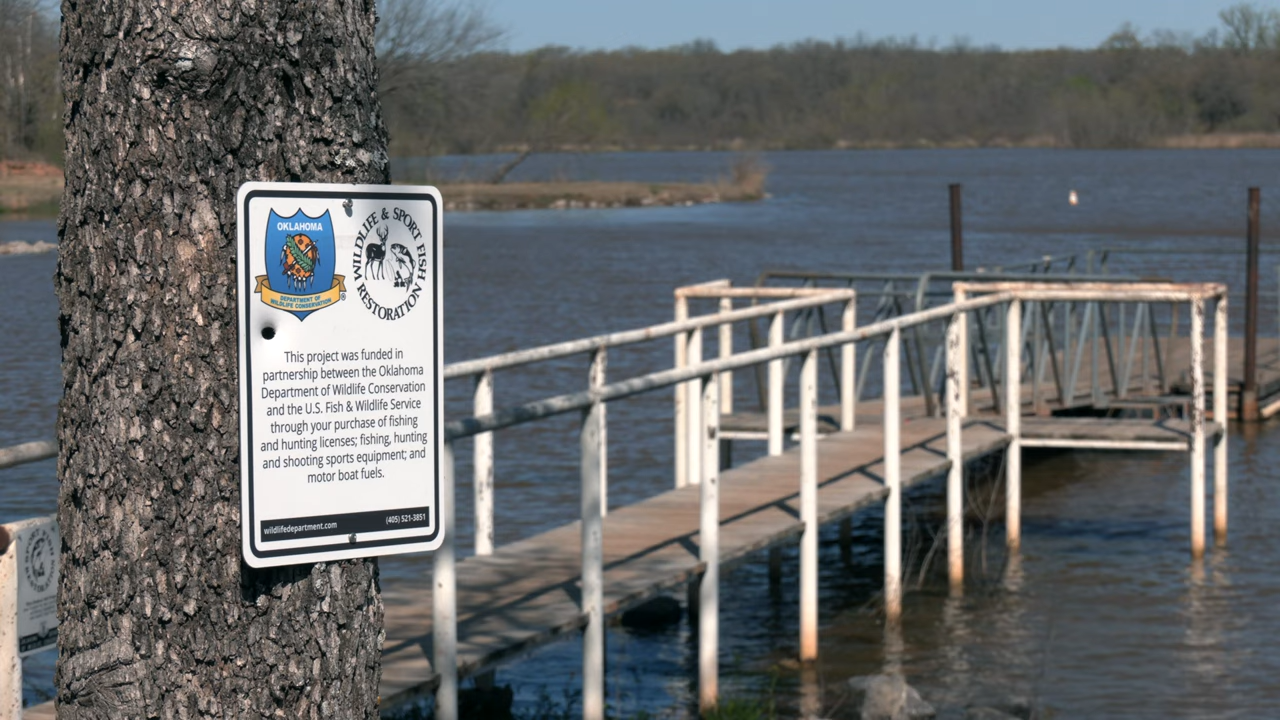 OKLAHOMA
DEPARTMENT OF
WILDLIFE CONSERVATION
®
WILDLIFE & SPORT FISH
RESTORATION
This project was funded in
partnership between the Oklahoma
Department of Wildlife Conservation
and the U.S. Fish & Wildlife Service
through your purchase of fishing
and hunting licenses; fishing, hunting
and shooting sports equipment; and
motor boat fuels.
wildlifedepartment.com (405) 521-3851